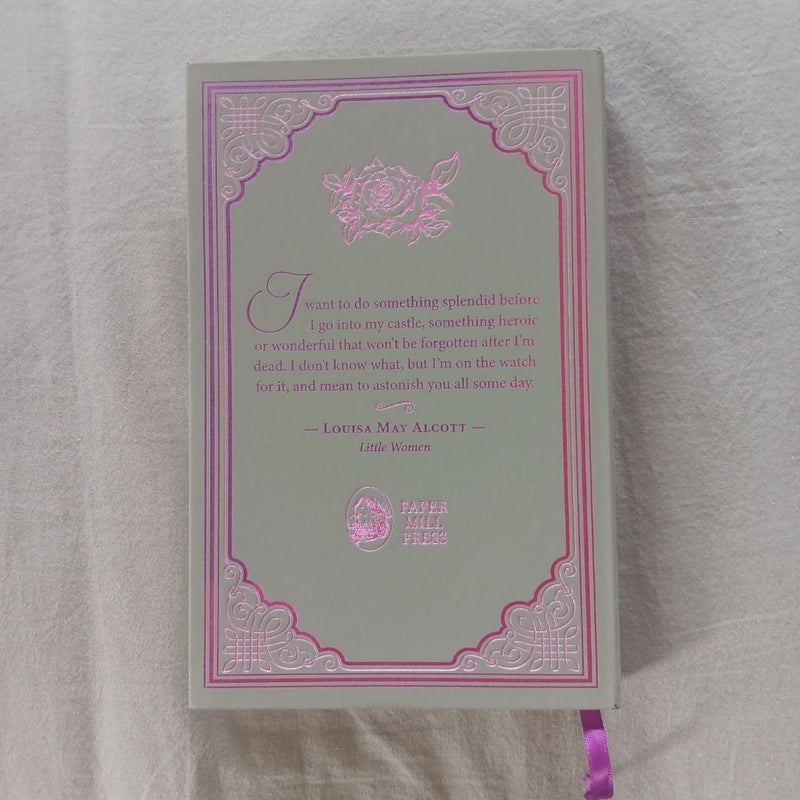 I want to do something splendid before
I go into my castle, something heroic
or wonderful that won't be forgotten after I'm
dead. I don't know what, but I'm on the watch
for it, and mean to astonish you all some day.
— Louisa May Alcott —
Little Women
PAPER
MILL
PRESS